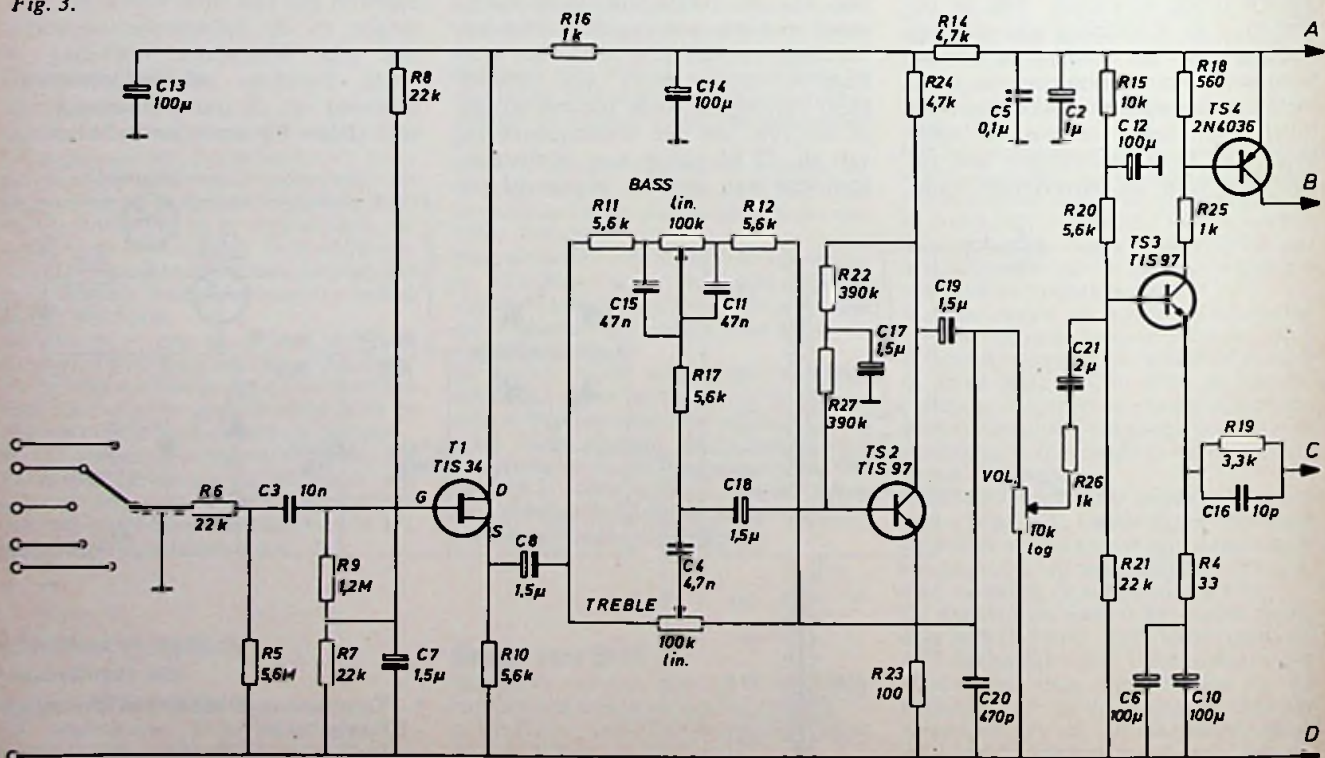 Fig. 3.
R16
1k
R14
4,7k
A
C13
100µ
R8
22k
C14
100µ
R24
4,7k
C5
0,1µ
C2
1µ
R15
10k
C12
100µ
R18
560
TS4
2N4036
B
BASS
R11
5,6k
lin.
100k
R12
5,6k
R20
5,6k
R25
1k
TS3
TIS97
C15
47n
C11
47n
R22
390k
C19
1,5µ
C17
1,5µ
R17
5,6k
R27
390k
C21
2µ
R19
3,3k
C
C16
10p
R6
22k
C3
10n
T1
TIS34
G
D
S
TS2
TIS97
VOL.
10k
log
R26
1k
C18
1,5µ
R9
1,2M
C8
1,5µ
C4
4,7n
R21
22k
R4
33
TREBLE
100k
lin.
R5
5,6M
R7
22k
C7
1,5µ
R10
5,6k
R23
100
C20
470p
C6
100µ
C10
100µ
D